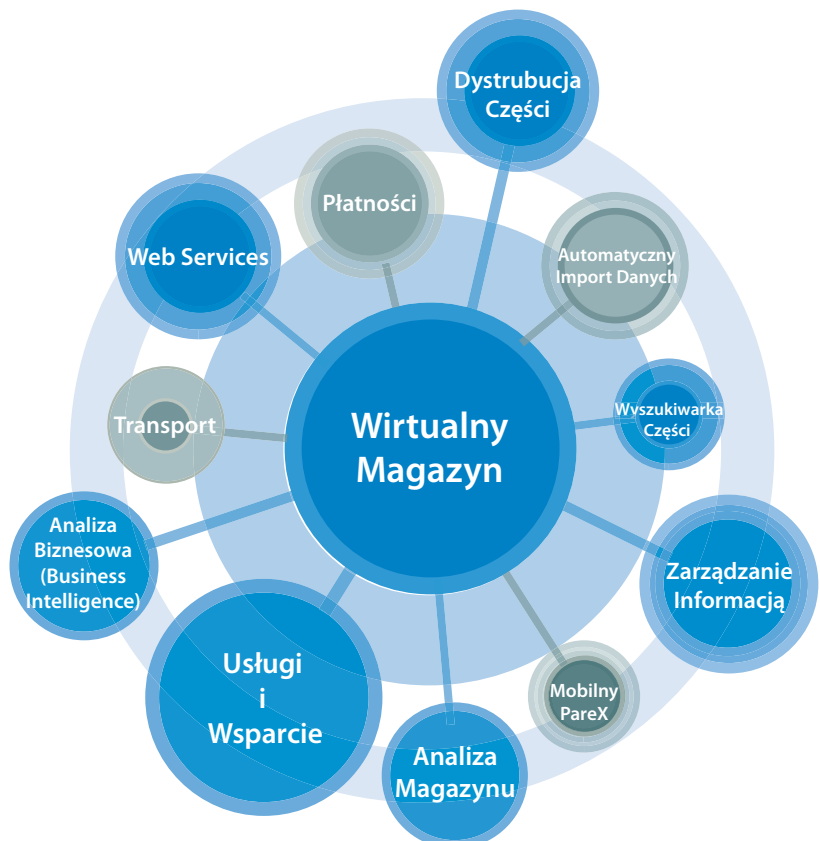 Dystrubucja
Części
Płatności
Web Services
Automatyczny
Import Danych
Transport
Wirtualny
Magazyn
Wyszukiwarka
Części
Analiza
Biznesowa
(Business
Intelligence)
Zarządzanie
Informacją
Usługi
i
Wsparcie
Mobilny
PareX
Analiza
Magazynu